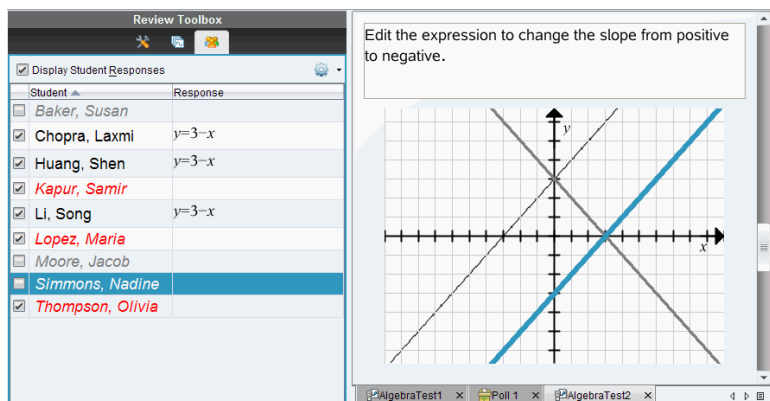 Review Toolbox
Display Student Responses
Student Response
Baker, Susan
Chopra, Laxmi y=3−x
Huang, Shen y=3−x
Kapur, Samir
Li, Song y=3−x
Lopez, Maria
Moore, Jacob
Simmons, Nadine
Thompson, Olivia
Edit the expression to change the slope from positive
to negative.
y
x
AlgebraTest1 Poll 1 AlgebraTest2